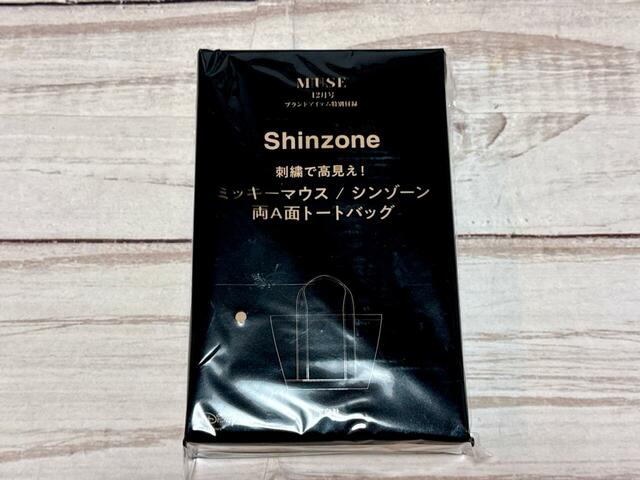 MUSE
12月号
ブランドアイテム特別付録
Shinzone
刺繍で高見え!
ミッキーマウス / シンゾーン
両A面トートバッグ
Disney